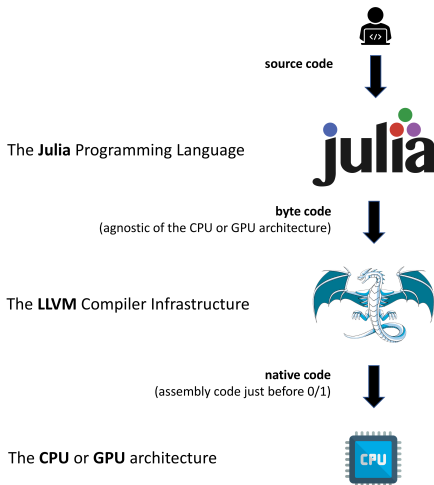 </>
source code
The Julia Programming Language
julia
byte code
(agnostic of the CPU or GPU architecture)
The LLVM Compiler Infrastructure
native code
(assembly code just before 0/1)
The CPU or GPU architecture
CPU